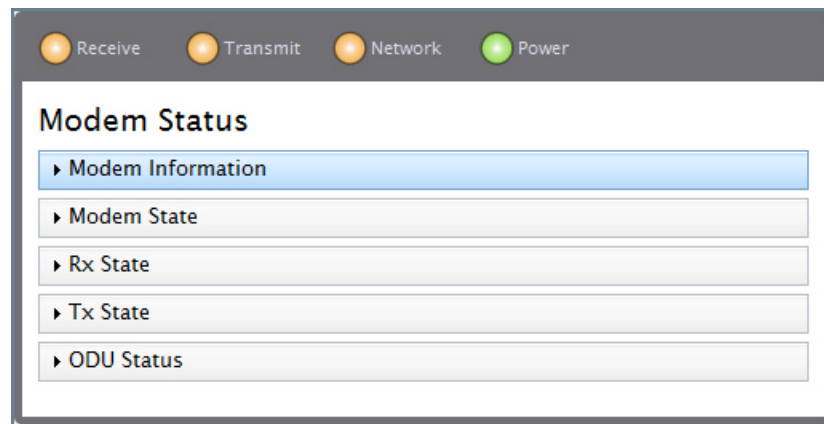 Receive Transmit Network Power
Modem Status
Modem Information
Modem State
Rx State
Tx State
ODU Status